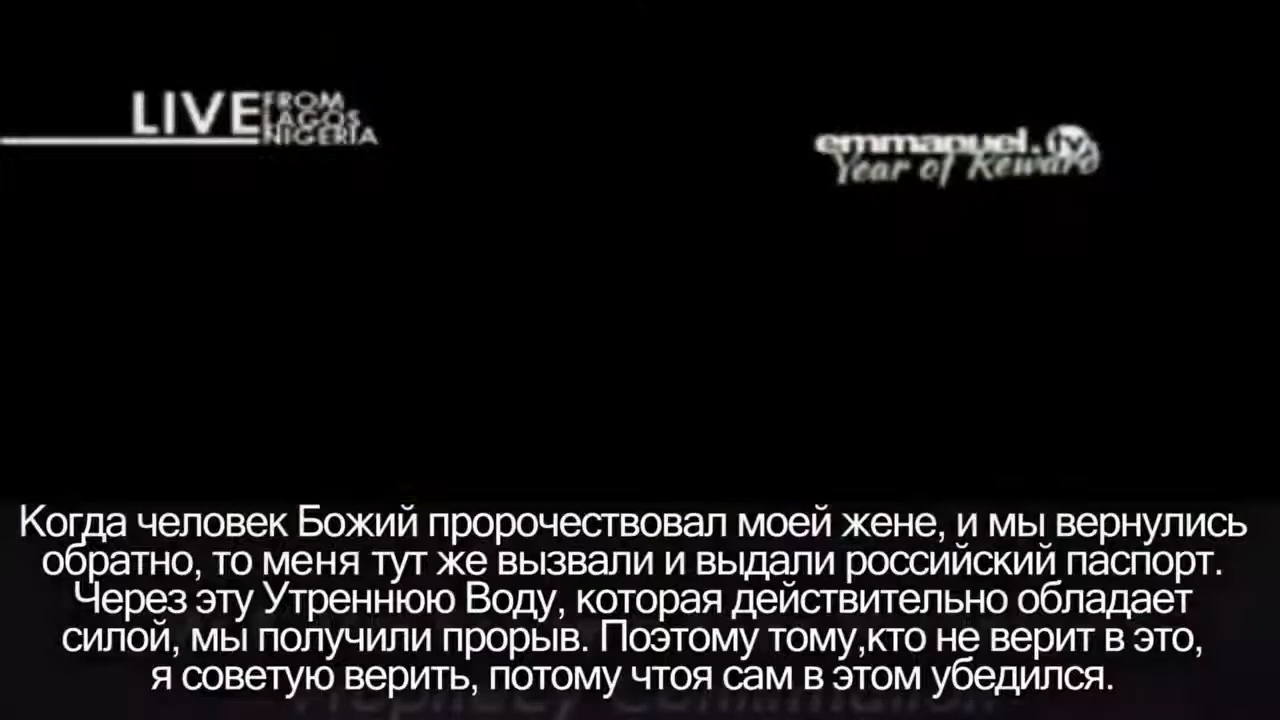 LIVE FROM
LAGOS
NIGERIA
emmanuel.tv
Year of Reward
Когда человек Божий пророчествовал моей жене, и мы вернулись
обратно, то меня тут же вызвали и выдали российский паспорт.
Через эту Утреннюю Воду, которая действительно обладает
силой, мы получили прорыв. Поэтому тому,кто не верит в это,
я советую верить, потому чтоя сам в этом убедился.